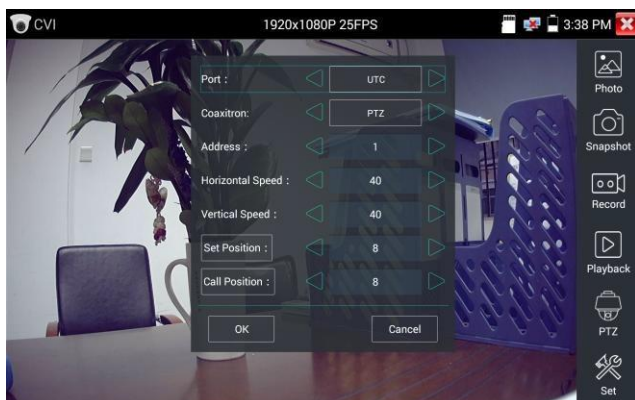 CVI 1920x1080P 25FPS 3:38 PM
Port : UTC
Photo
Coaxitron: PTZ
Address : 1
Snapshot
Horizontal Speed : 40
Record
Vertical Speed : 40
Set Position : 8
Playback
Call Position : 8
OK Cancel
PTZ
Set